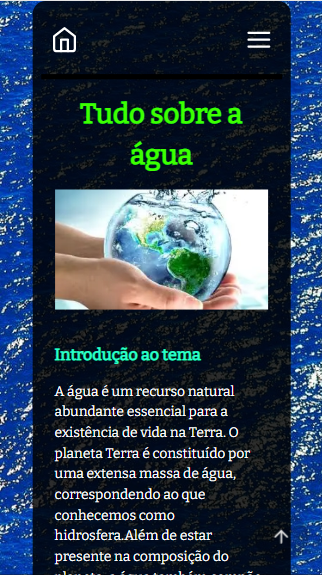 Tudo sobre a
água
Introdução ao tema
A água é um recurso natural
abundante essencial para a
existência de vida na Terra. O
planeta Terra é constituído por
uma extensa massa de água,
correspondendo ao que
conhecemos como
hidrosfera.Além de estar
presente na composição do